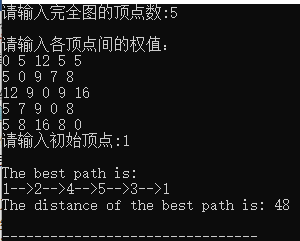 请输入完全图的顶点数:5
请输入各顶点间的权值：
0 5 12 5 5
5 0 9 7 8
12 9 0 9 16
5 7 9 0 8
5 8 16 8 0
请输入初始顶点:1
The best path is:
1-->2-->4-->5-->3-->1
The distance of the best path is: 48
--------------------------------